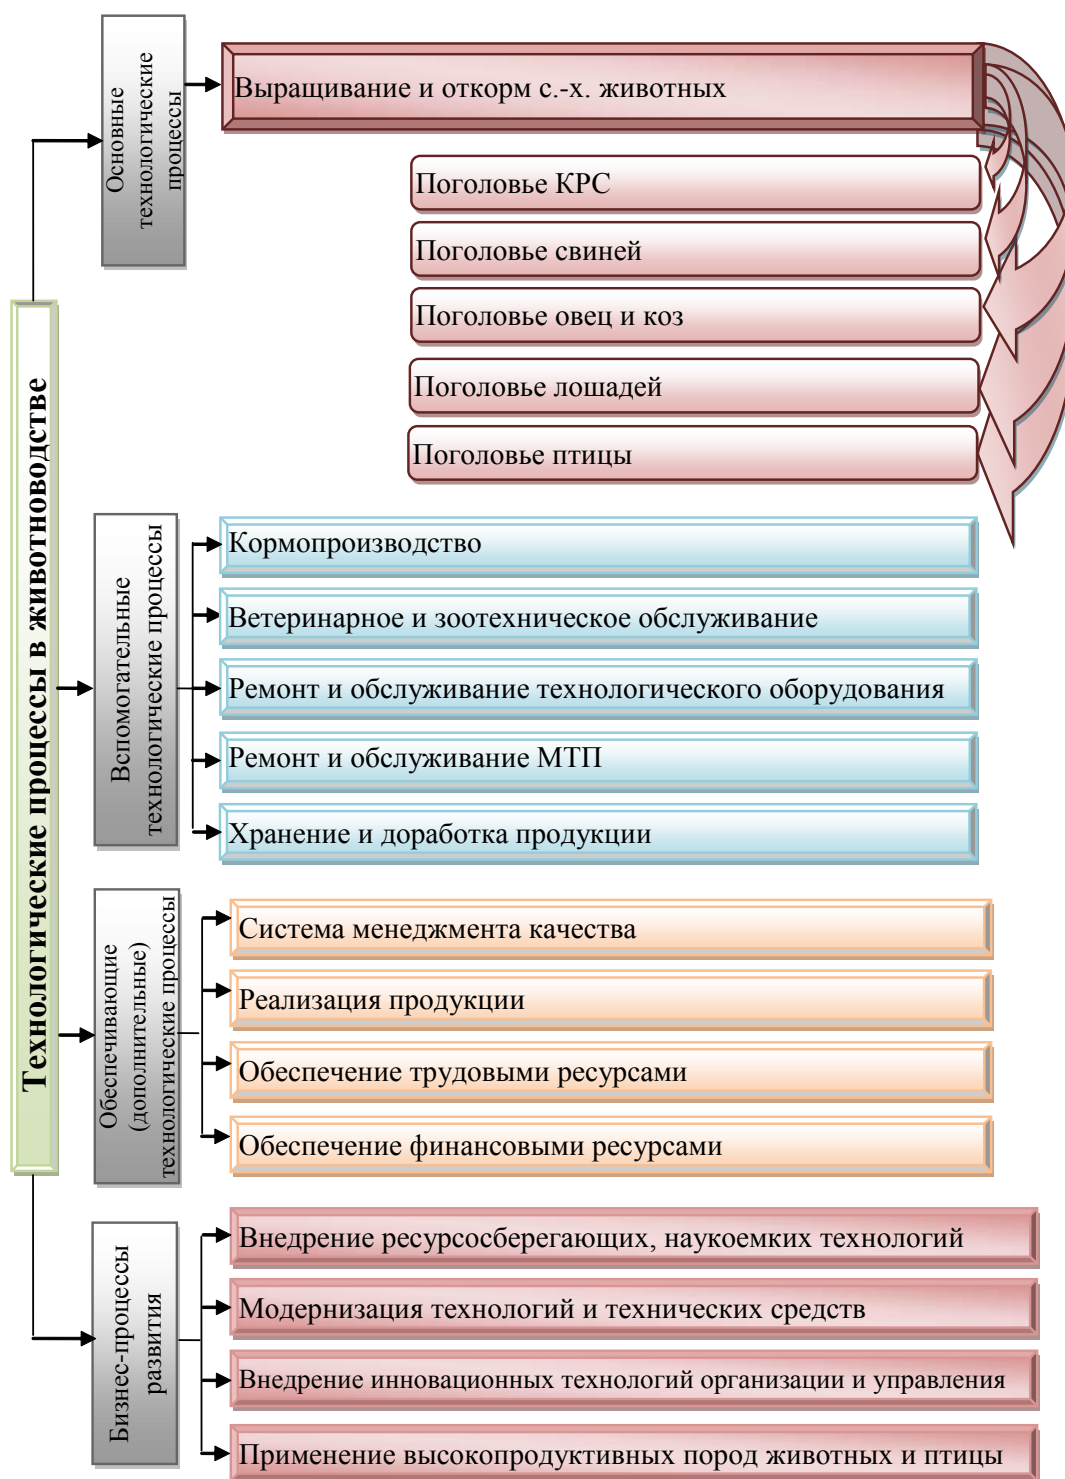 Технологические процессы в животноводстве
Основные
технологические
процессы
Выращивание и откорм с.-х. животных
Поголовье КРС
Поголовье свиней
Поголовье овец и коз
Поголовье лошадей
Поголовье птицы
Вспомогательные
технологические процессы
Кормопроизводство
Ветеринарное и зоотехническое обслуживание
Ремонт и обслуживание технологического оборудования
Ремонт и обслуживание МТП
Хранение и доработка продукции
Обеспечивающие
(дополнительные)
технологические процессы
Система менеджмента качества
Реализация продукции
Обеспечение трудовыми ресурсами
Обеспечение финансовыми ресурсами
Бизнес-процессы
развития
Внедрение ресурсосберегающих, наукоемких технологий
Модернизация технологий и технических средств
Внедрение инновационных технологий организации и управления
Применение высокопродуктивных пород животных и птицы